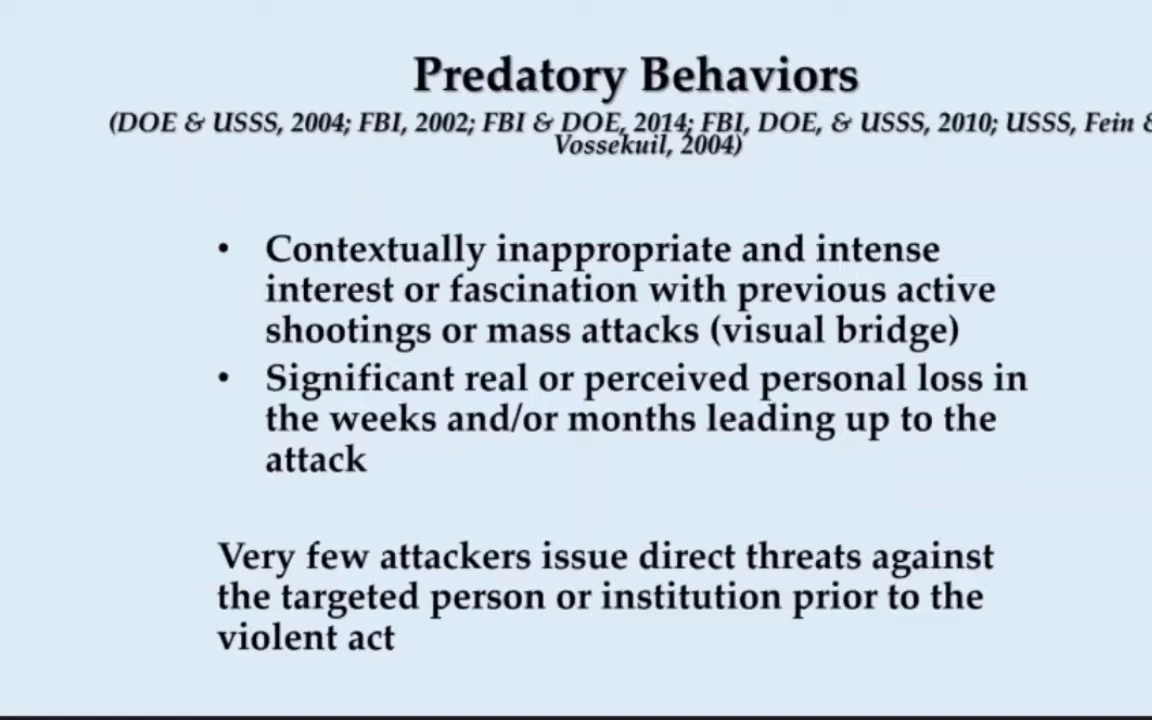 Predatory Behaviors
(DOE & USSS, 2004; FBI, 2002; FBI & DOE, 2014; FBI, DOE, & USSS, 2010; USSS, Fein &
Vossekuil, 2004)
• Contextually inappropriate and intense
interest or fascination with previous active
shootings or mass attacks (visual bridge)
• Significant real or perceived personal loss in
the weeks and/or months leading up to the
attack
Very few attackers issue direct threats against
the targeted person or institution prior to the
violent act